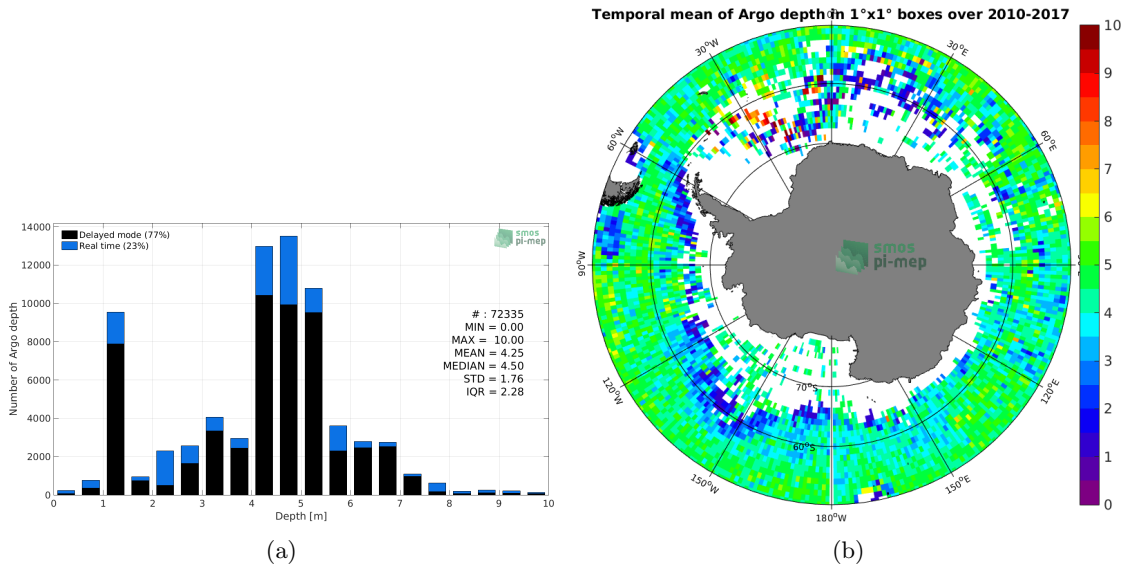 Delayed mode (77%)
Real time (23%)
smos
pi-mep
# : 72335
MIN = 0.00
MAX = 10.00
MEAN = 4.25
MEDIAN = 4.50
STD = 1.76
IQR = 2.28
Number of Argo depth
14000
12000
10000
8000
6000
4000
2000
0
0 1 2 3 4 5 6 7 8 9 10
Depth [m]
(a)
Temporal mean of Argo depth in 1°x1° boxes over 2010-2017
30°W
30°E
60°W
60°E
90°W
smos
pi-mep
120°W
120°E
70°S
60°S
150°W
150°E
180°W
10
9
8
7
6
5
4
3
2
1
0
(b)